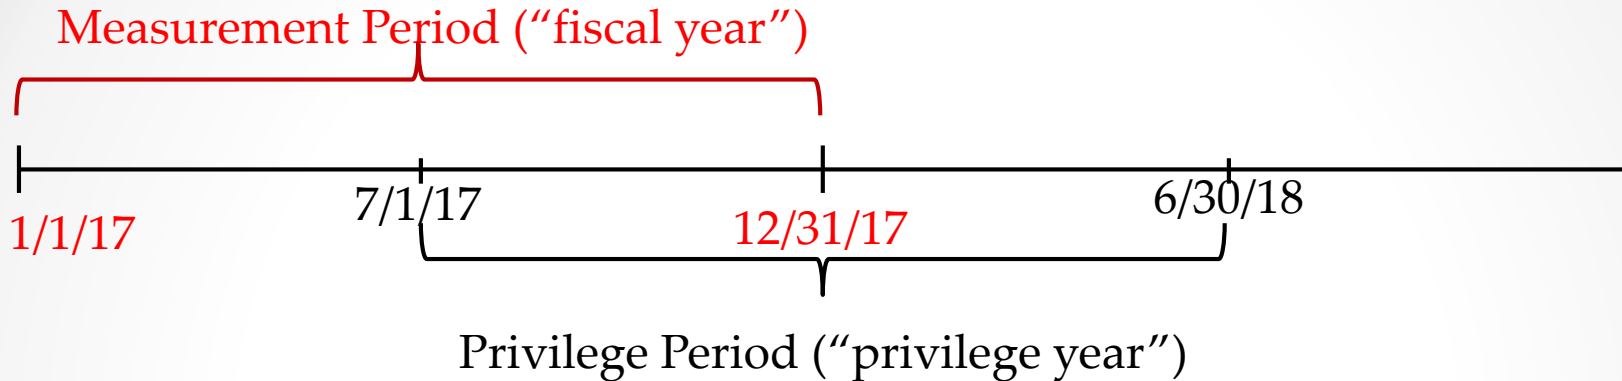 Measurement Period (“fiscal year”)
1/1/17
7/1/17
12/31/17
6/30/18
Privilege Period (“privilege year”)